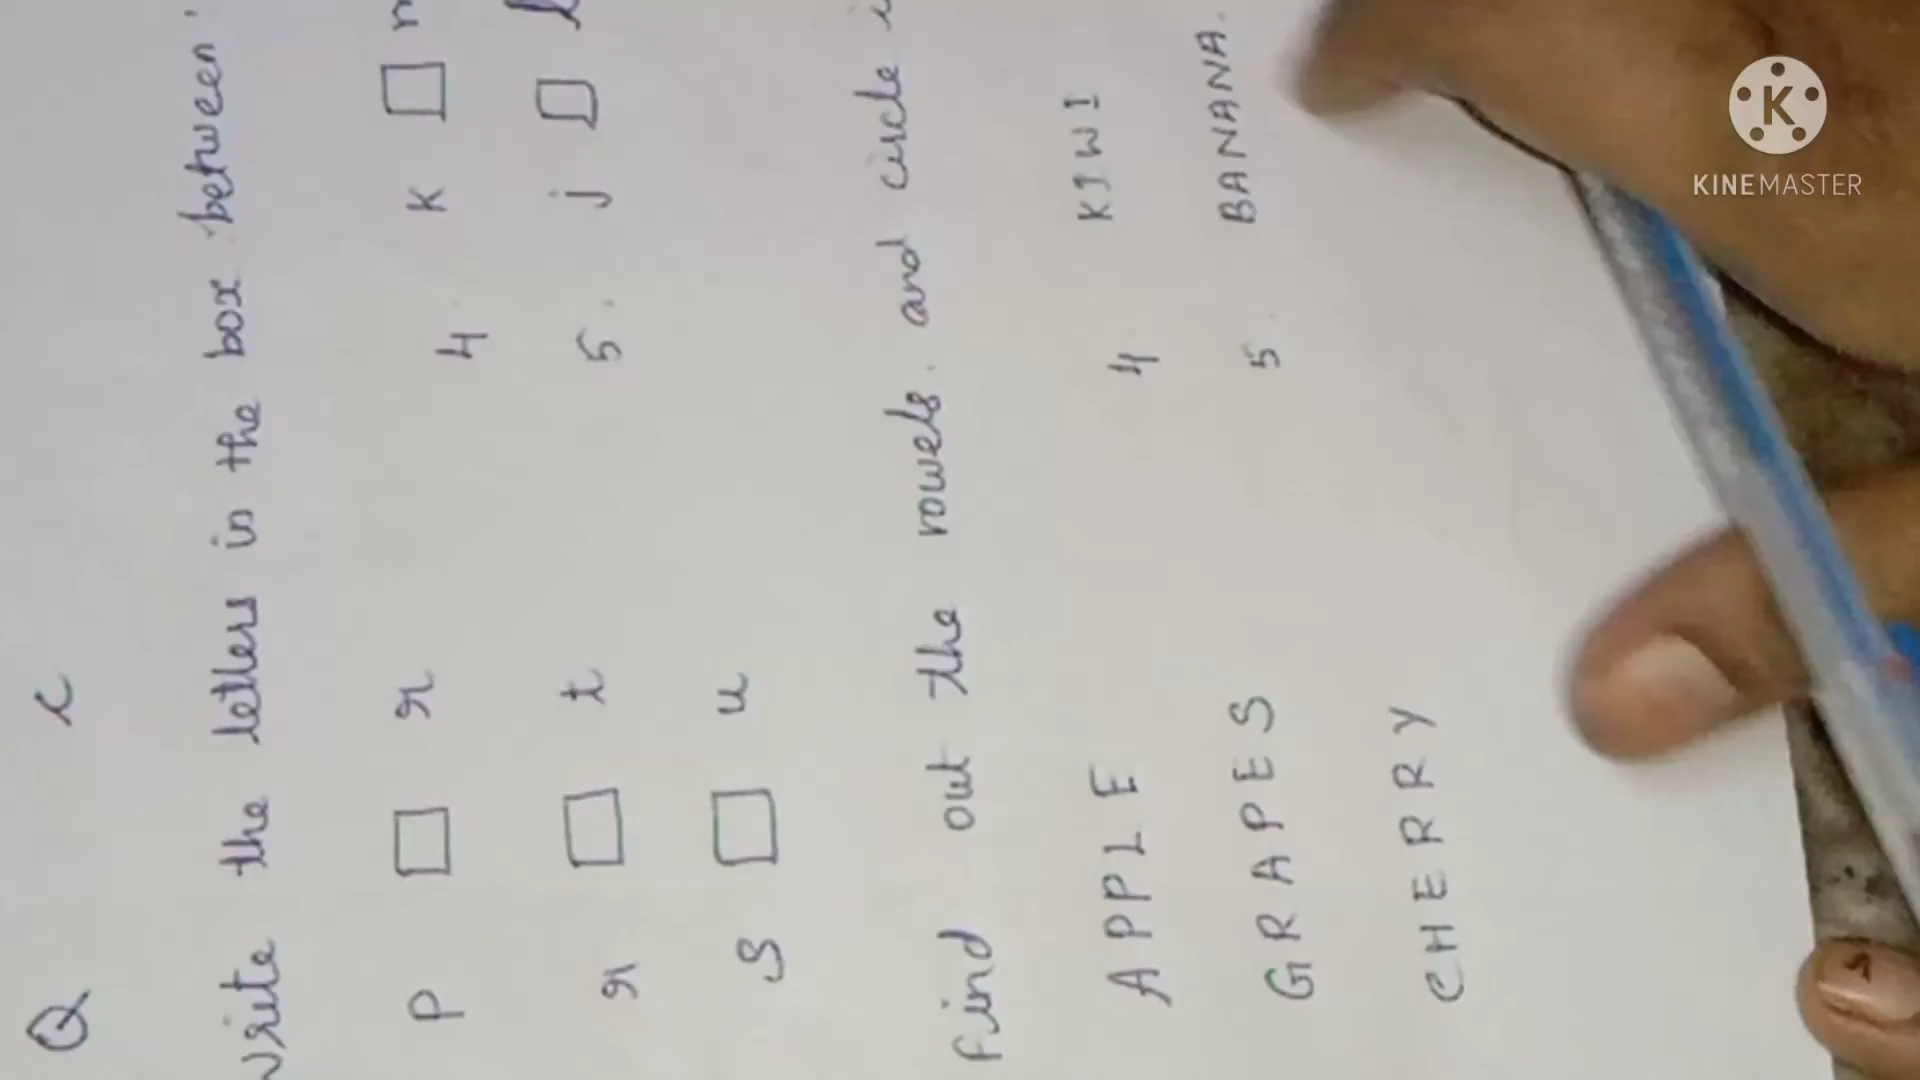 Q c
write the letters in the box between
p □ r 4. K □ m
r □ t 5. j □ l
S □ u
Find out the vowels. and circle
APPLE 4 KIWI
GRAPES 5. BANANA.
CHERRY
KINEMASTER